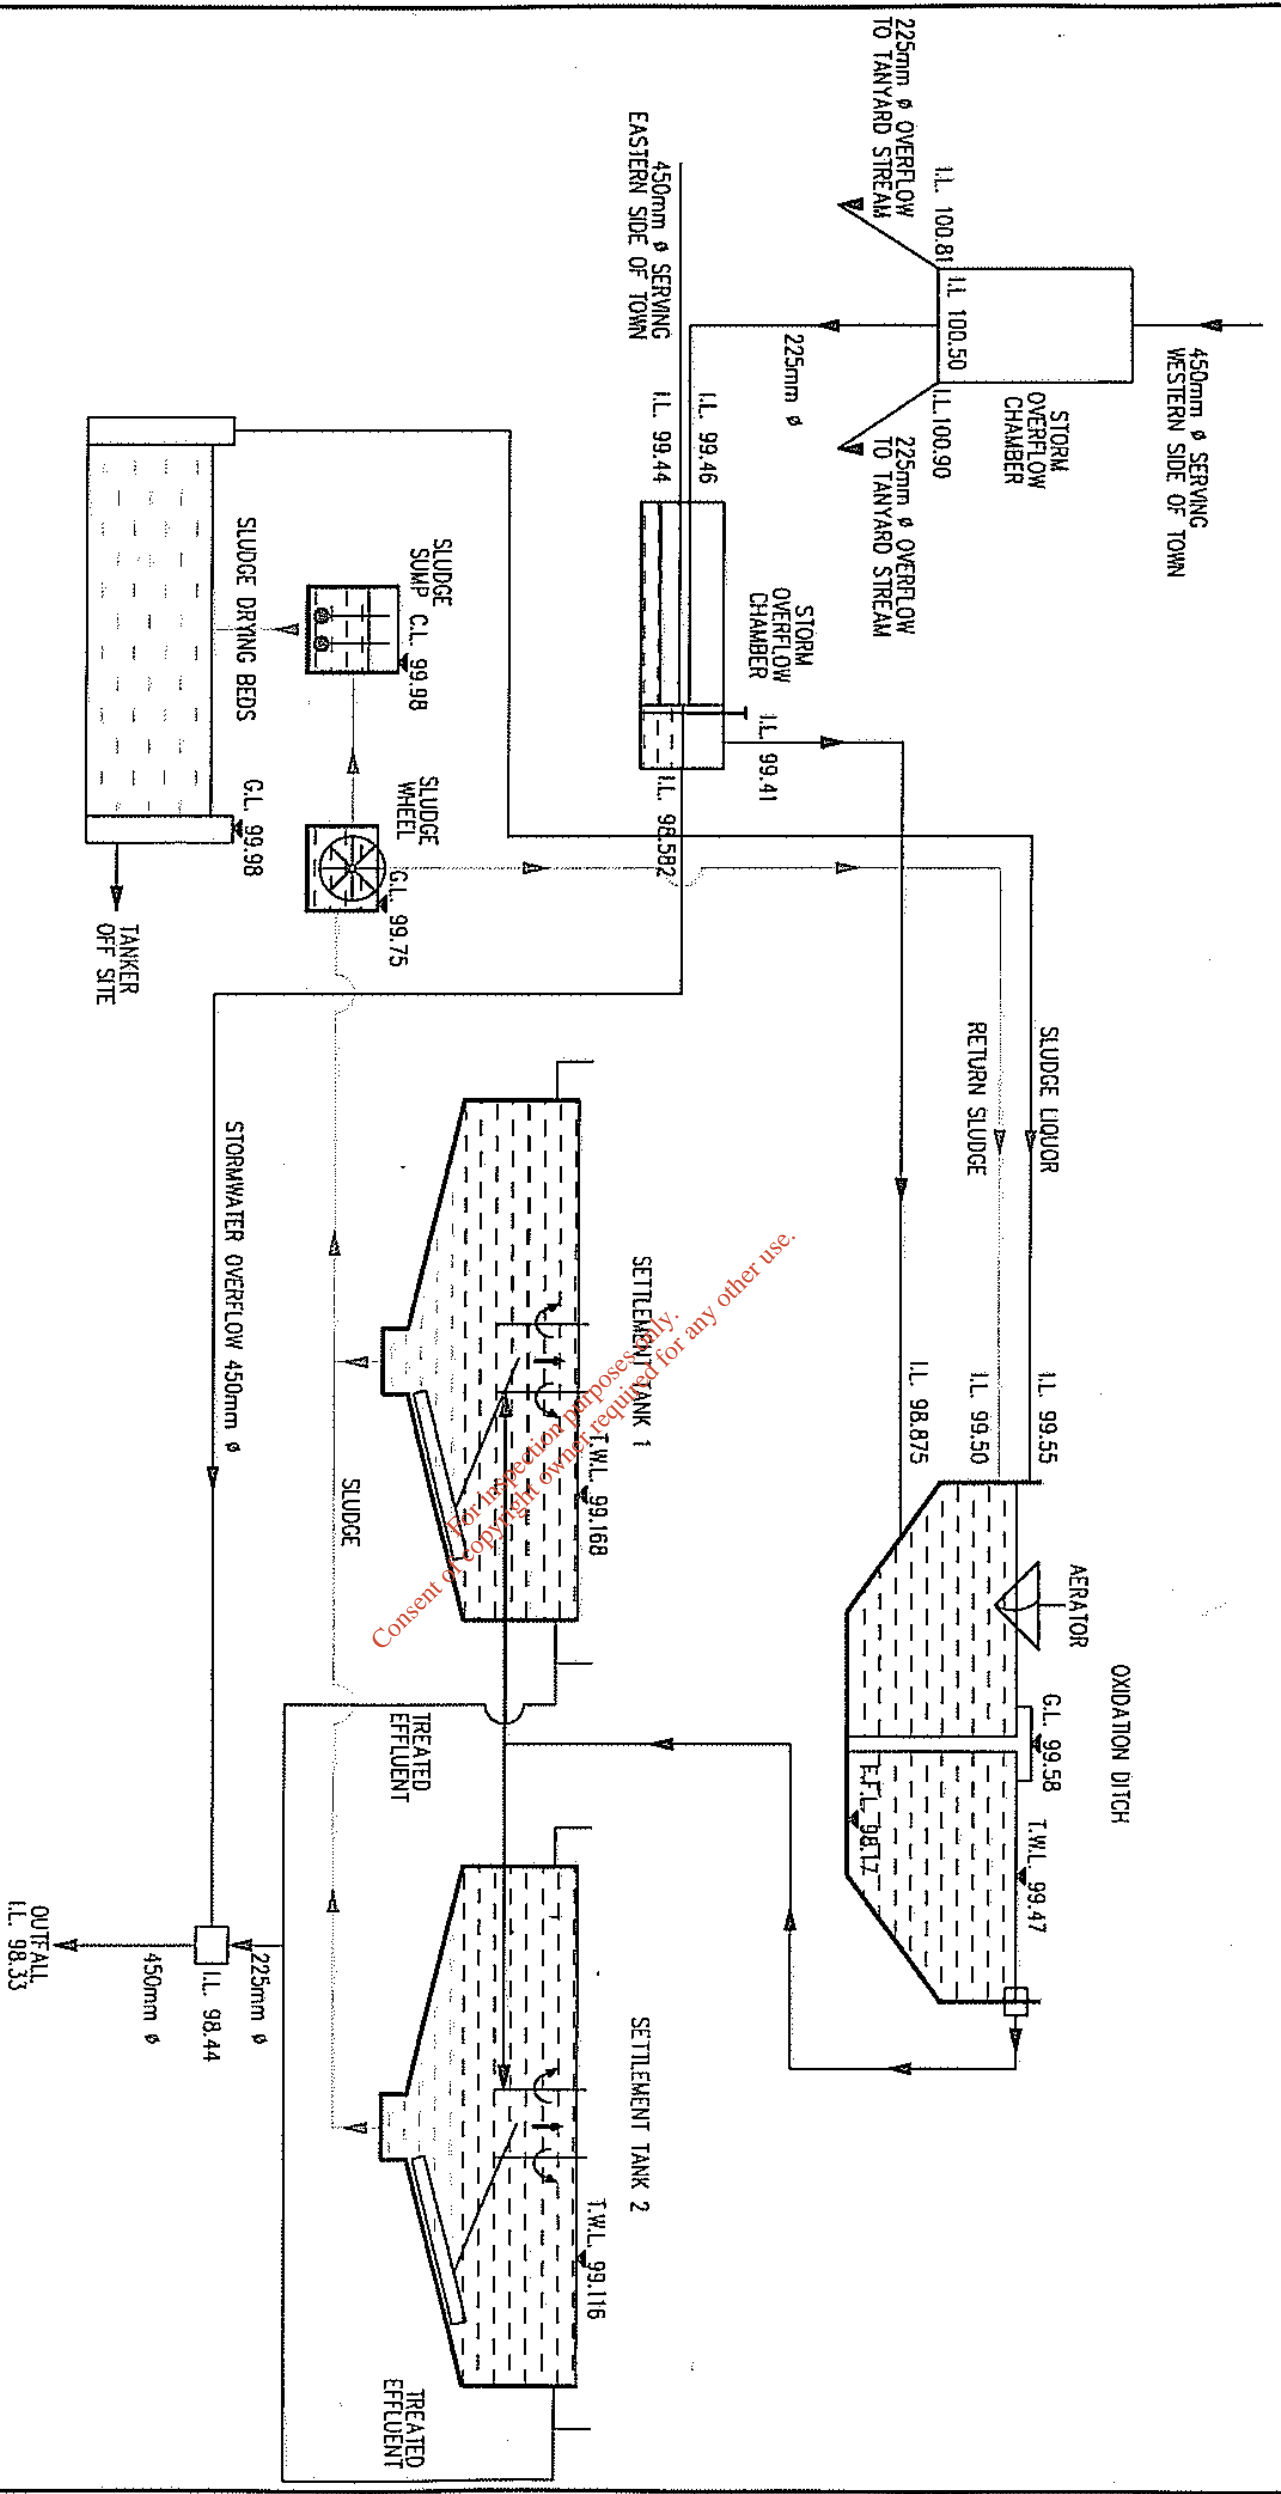 450mm ø SERVING
WESTERN SIDE OF TOWN
STORM
OVERFLOW
CHAMBER
I.L. 100.81
I.L 100.50
I.L.100.90
225mm ø OVERFLOW
TO TANYARD STREAM
225mm ø OVERFLOW
TO TANYARD STREAM
225mm ø
I.L. 99.46
450mm ø SERVING
EASTERN SIDE OF TOWN
I.L. 99.44
STORM
OVERFLOW
CHAMBER
I.L. 99.41
I.L. 98.582
SLUDGE LIQUOR
RETURN SLUDGE
I.L. 99.55
I.L. 99.50
I.L. 98.875
OXIDATION DITCH
AERATOR
G.L. 99.58
T.W.L. 99.47
F.F.L. 98.17
SETTLEMENT TANK 1
T.W.L. 99.168
SETTLEMENT TANK 2
T.W.L. 99.116
SLUDGE
SUMP C.L. 99.98
SLUDGE
WHEEL
G.L. 99.75
SLUDGE DRYING BEDS
G.L. 99.98
TANKER
OFF SITE
SLUDGE
STORMWATER OVERFLOW 450mm ø
TREATED
EFFLUENT
TREATED
EFFLUENT
225mm ø
I.L. 98.44
450mm ø
OUTFALL
I.L. 98.33
For inspection purposes only.
Consent of copyright owner required for any other use.